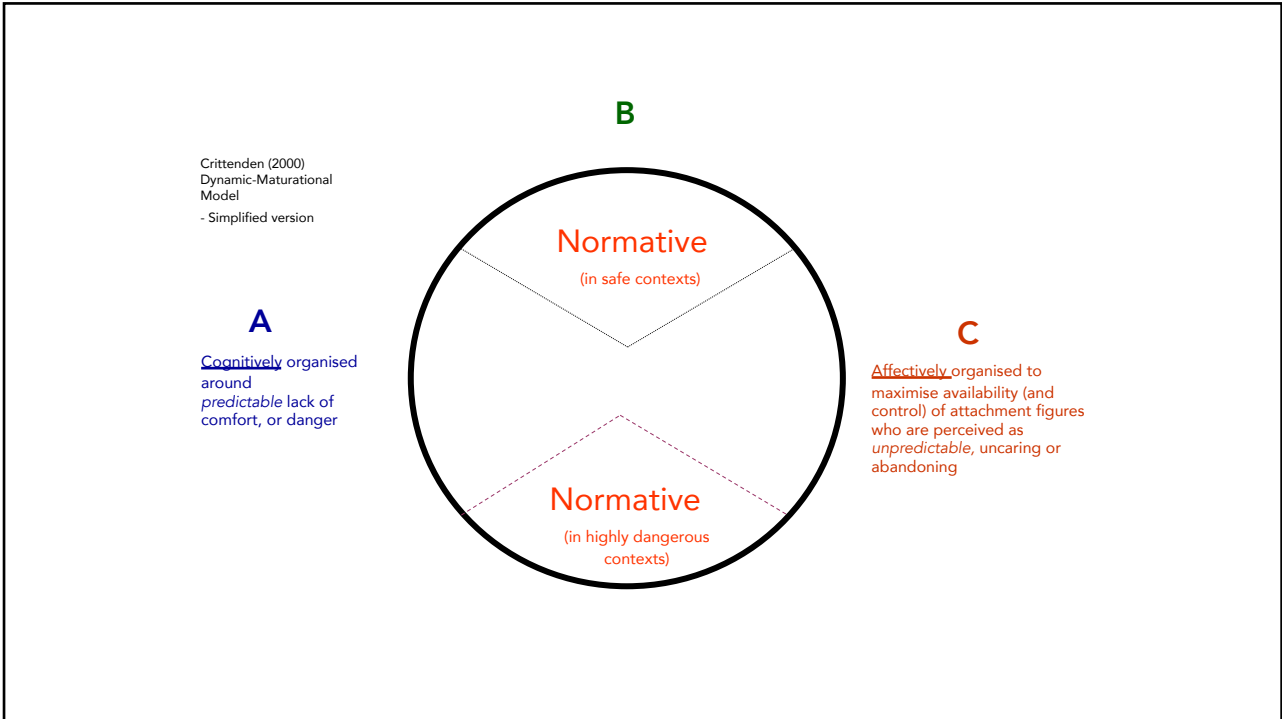 B
Crittenden (2000)
Dynamic-Maturational
Model
- Simplified version
Normative
(in safe contexts)
A
Cognitively organised
around
predictable lack of
comfort, or danger
C
Affectively organised to
maximise availability (and
control) of attachment figures
who are perceived as
unpredictable, uncaring or
abandoning
Normative
(in highly dangerous
contexts)